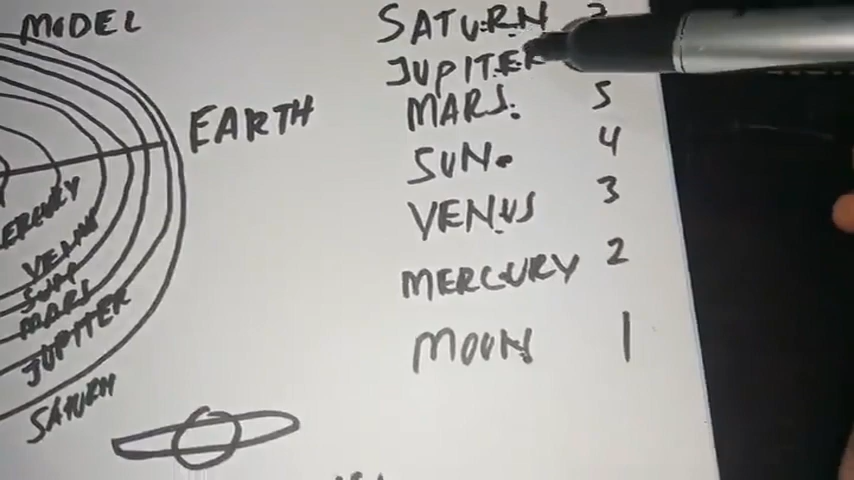 MODEL
EARTH
MERCURY
VENUS
SUN
MARS
JUPITER
SATURN
SATURN
JUPITER
MARS. 5
SUN. 4
VENUS 3
MERCURY 2
MOON 1